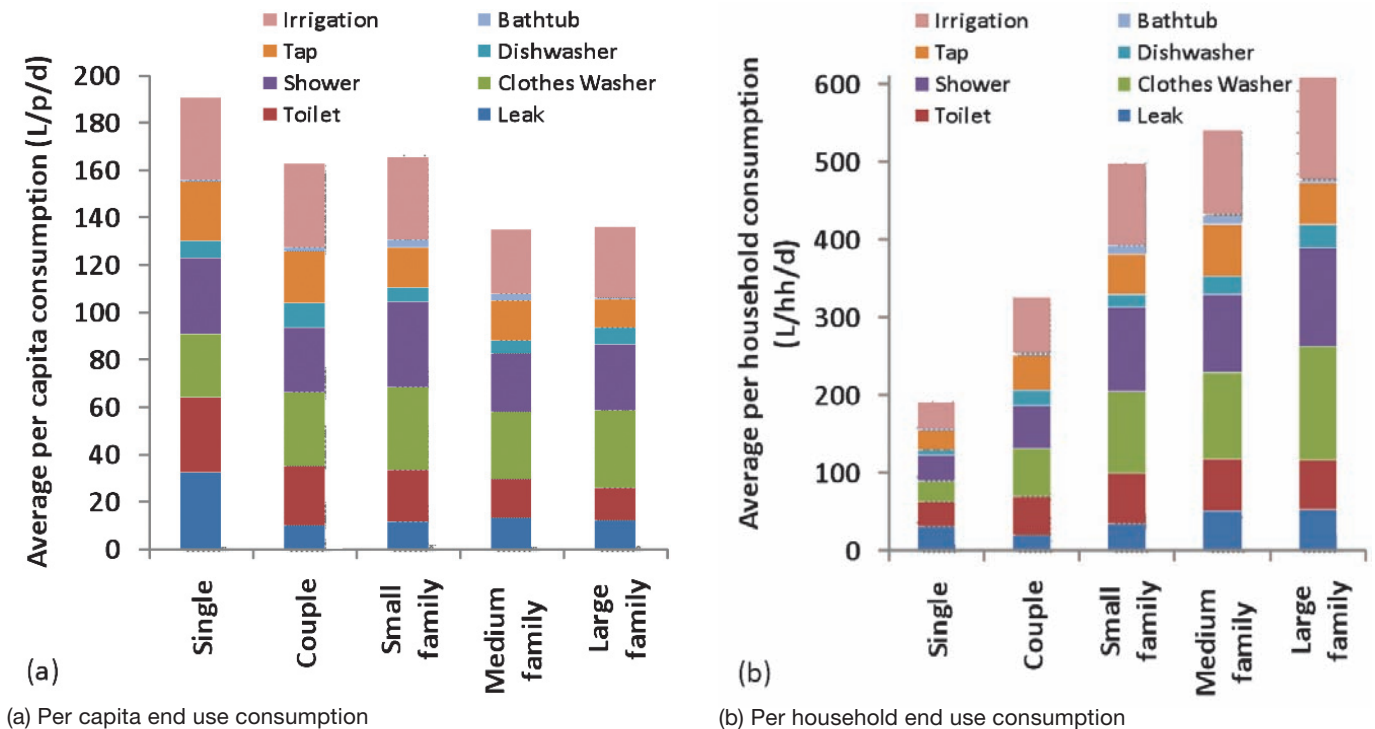 Irrigation
Bathtub
Tap
Dishwasher
Shower
Clothes Washer
Toilet
Leak
Average per capita consumption (L/p/d)
200
180
160
140
120
100
80
60
40
20
0
Single
Couple
Small
family
Medium
family
Large
family
(a)
(a) Per capita end use consumption
Irrigation
Bathtub
Tap
Dishwasher
Shower
Clothes Washer
Toilet
Leak
Average per household consumption
(L/hh/d)
600
500
400
300
200
100
0
Single
Couple
Small
family
Medium
family
Large
family
(b)
(b) Per household end use consumption